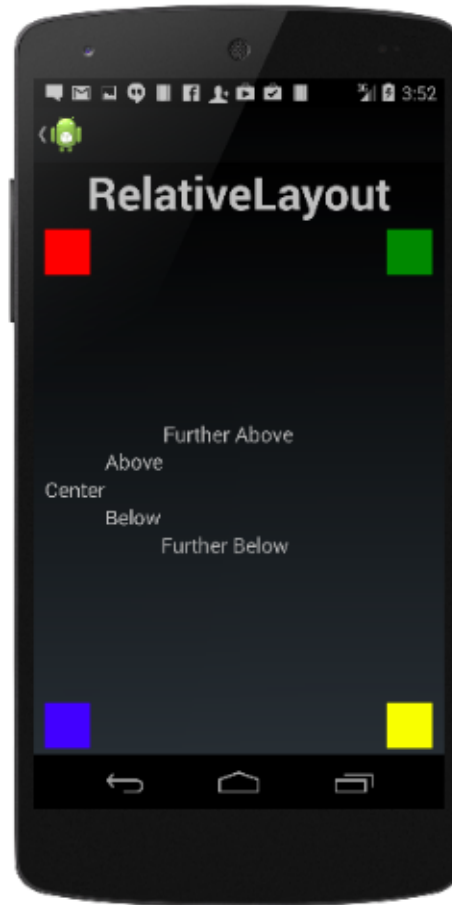 3:52
RelativeLayout
Further Above
Above
Center
Below
Further Below